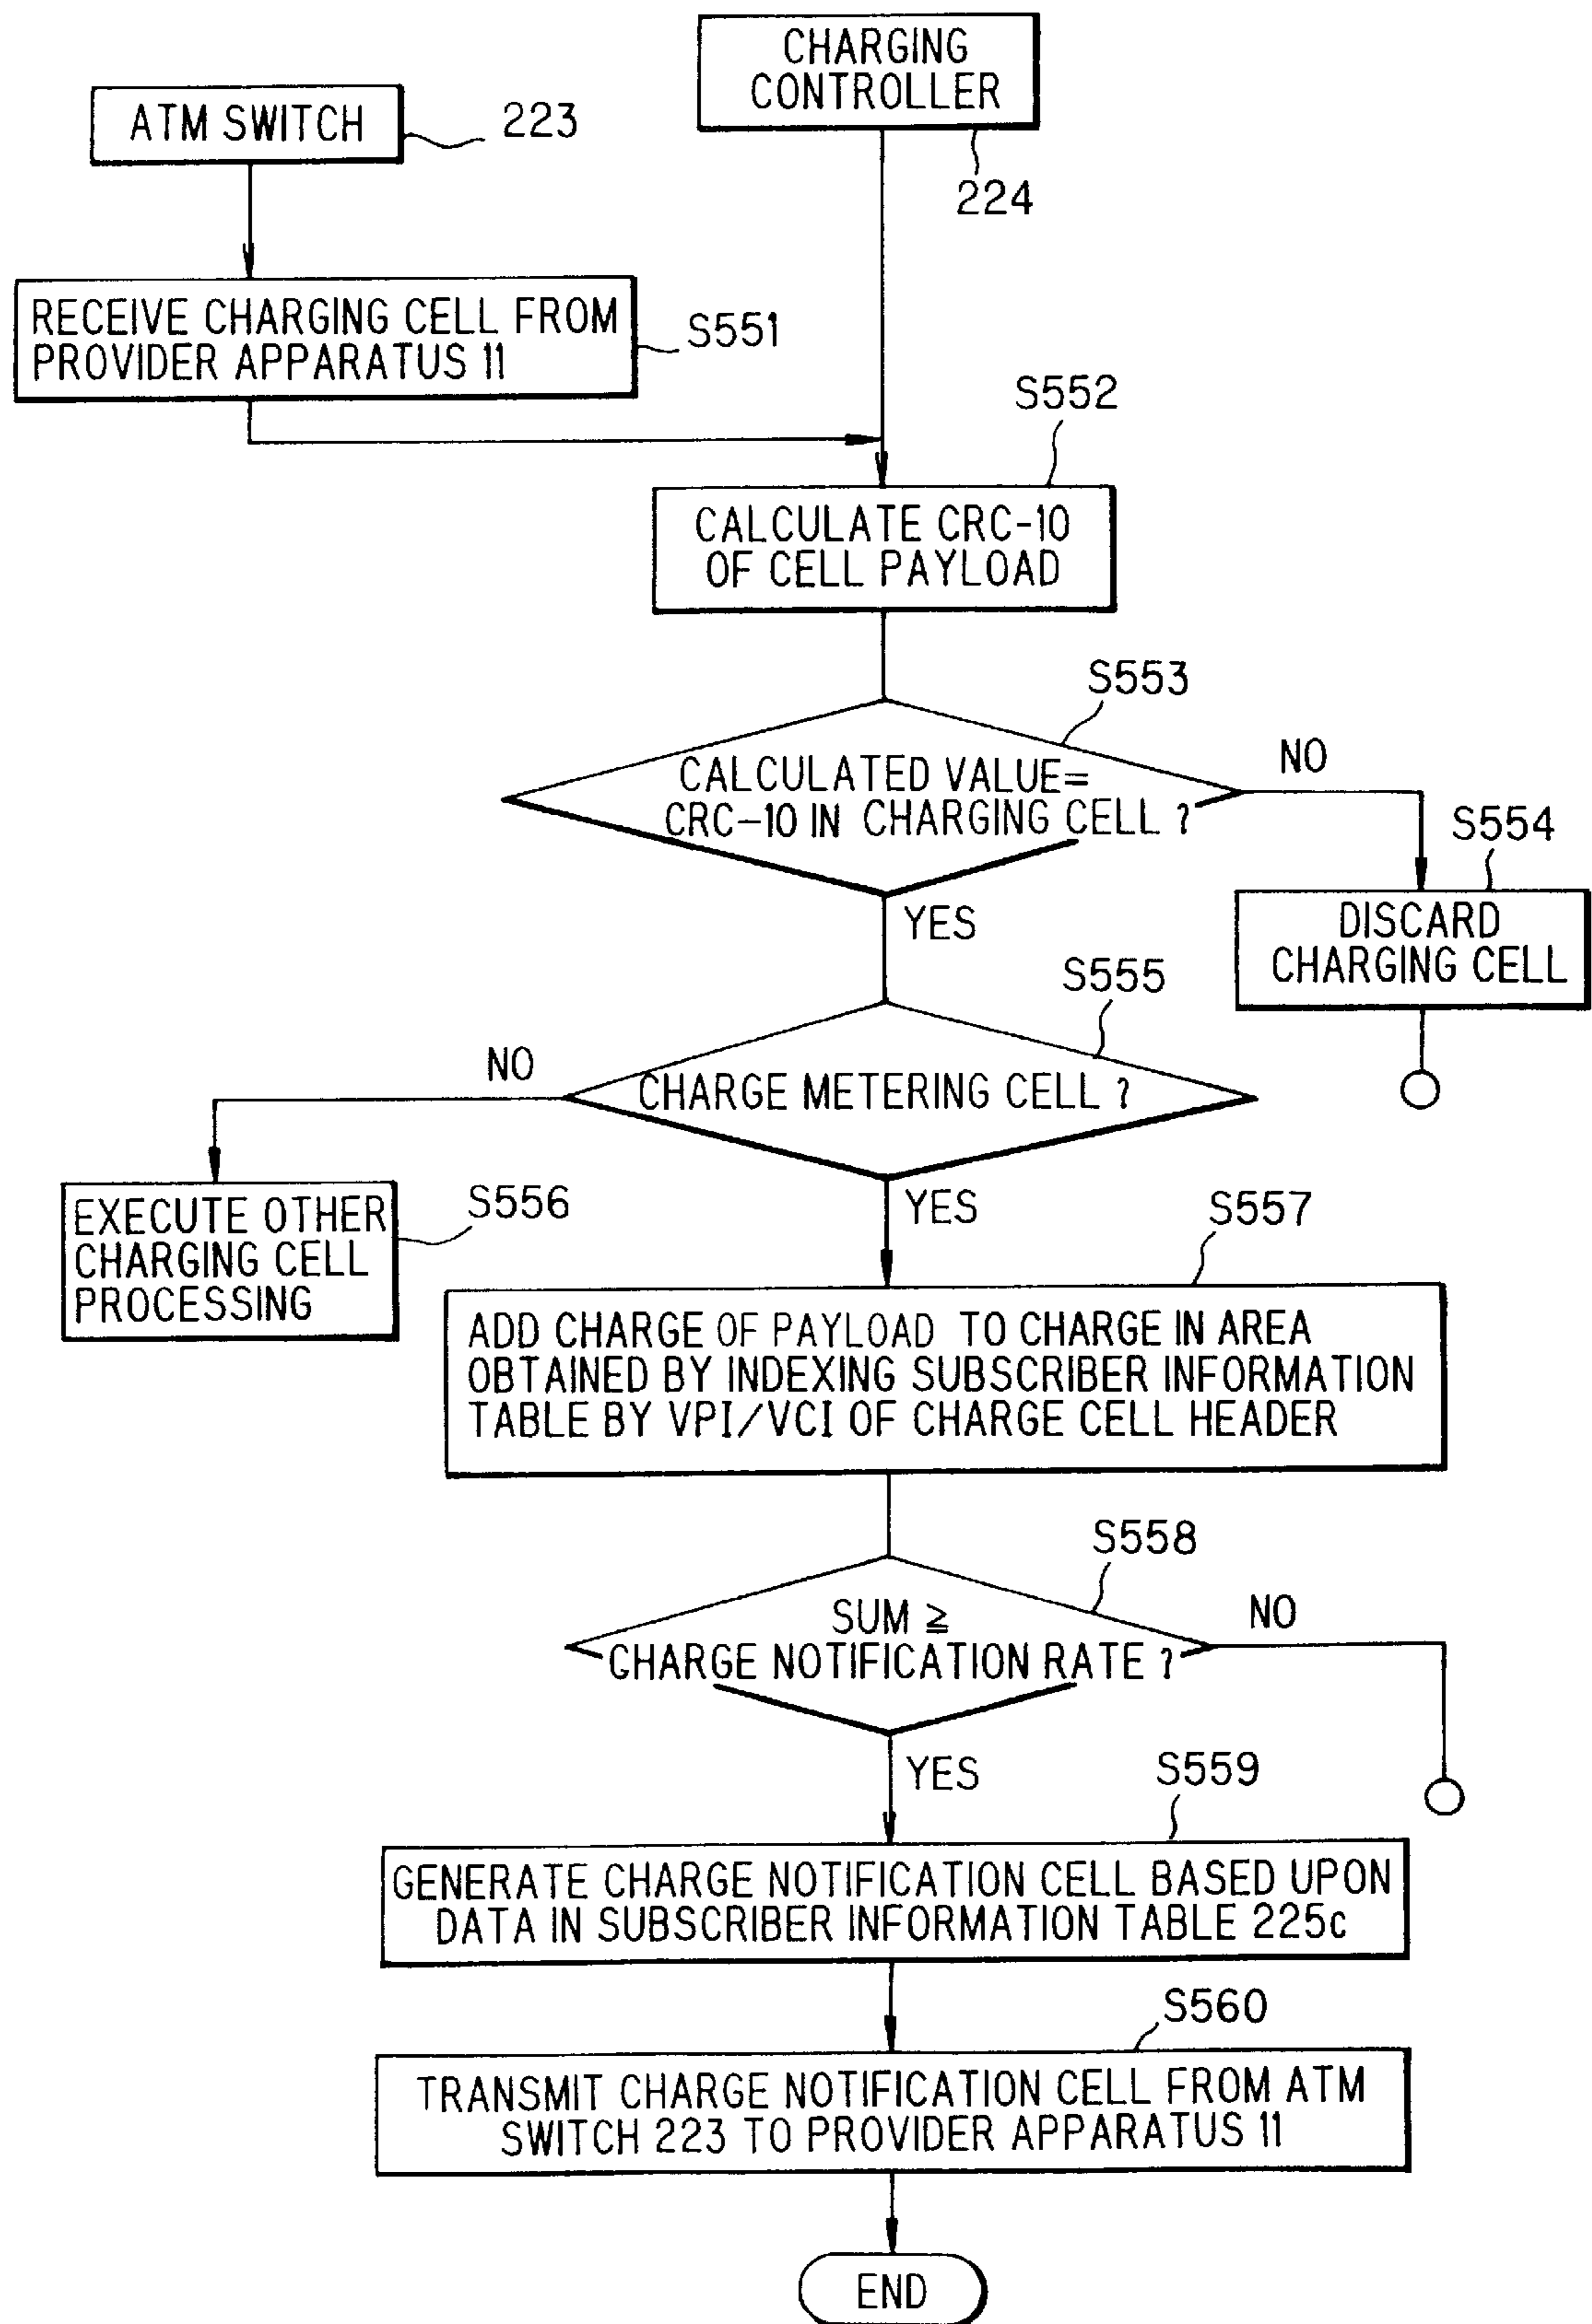 CHARGING
CONTROLLER
224
ATM SWITCH
223
RECEIVE CHARGING CELL FROM
PROVIDER APPARATUS 11
S551
S552
CALCULATE CRC-10
OF CELL PAYLOAD
S553
CALCULATED VALUE=
CRC-10 IN CHARGING CELL ?
NO
S554
DISCARD
CHARGING CELL
YES
S555
CHARGE METERING CELL ?
NO
S556
EXECUTE OTHER
CHARGING CELL
PROCESSING
YES
S557
ADD CHARGE OF PAYLOAD TO CHARGE IN AREA
OBTAINED BY INDEXING SUBSCRIBER INFORMATION
TABLE BY VPI/VCI OF CHARGE CELL HEADER
S558
SUM ≧
CHARGE NOTIFICATION RATE ?
NO
YES
S559
GENERATE CHARGE NOTIFICATION CELL BASED UPON
DATA IN SUBSCRIBER INFORMATION TABLE 225c
S560
TRANSMIT CHARGE NOTIFICATION CELL FROM ATM
SWITCH 223 TO PROVIDER APPARATUS 11
END